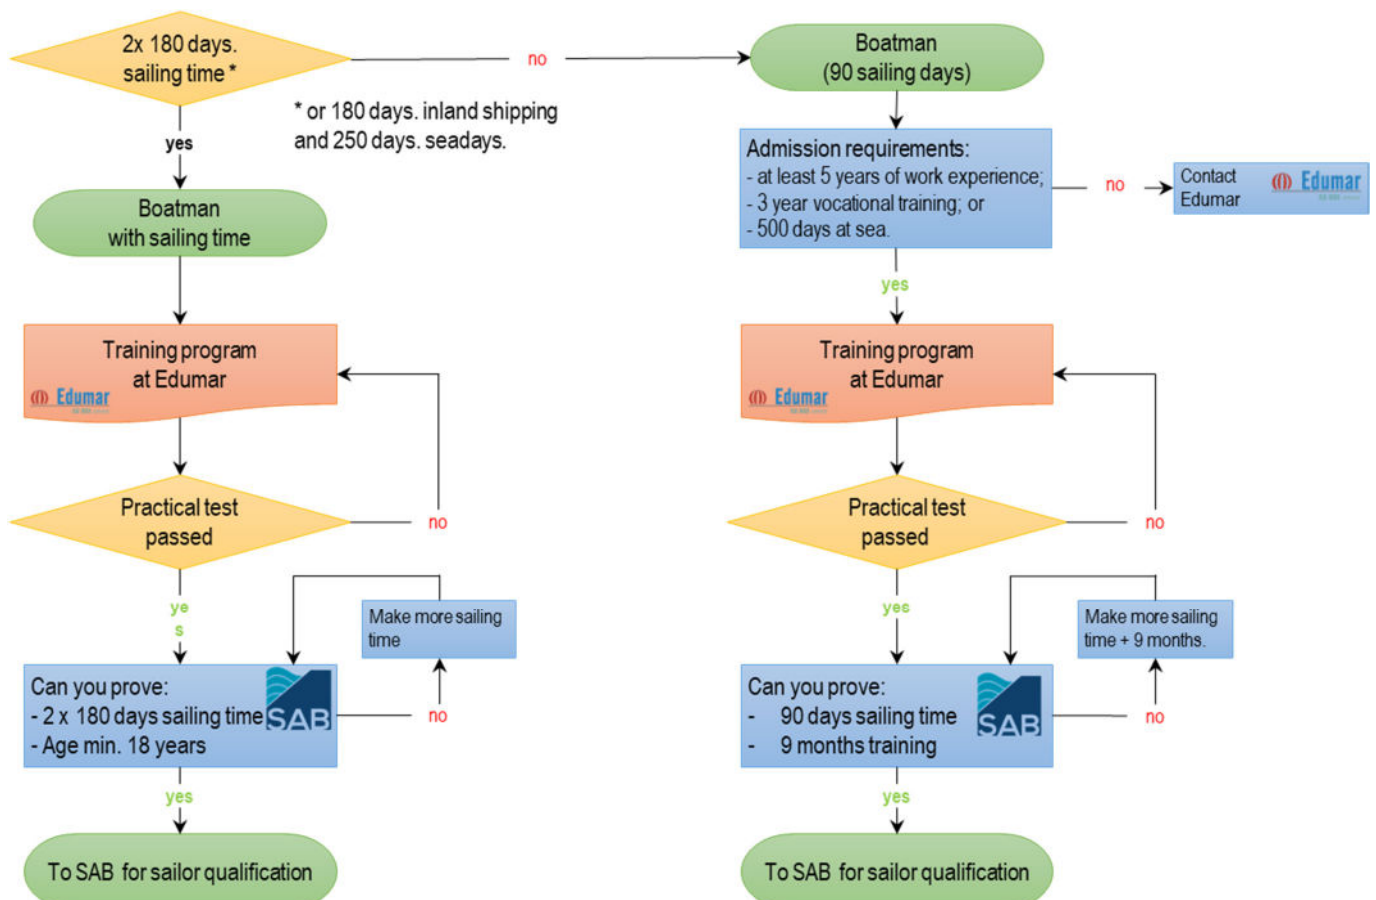 2x 180 days.
sailing time *
no
* or 180 days. inland shipping
and 250 days. seadays.
yes
Boatman
with sailing time
Training program
at Edumar
Edumar
Practical test
passed
no
ye
s
Make more sailing
time
Can you prove:
- 2 x 180 days sailing time
- Age min. 18 years
SAB
no
yes
To SAB for sailor qualification
Boatman
(90 sailing days)
Admission requirements:
- at least 5 years of work experience;
- 3 year vocational training; or
- 500 days at sea.
no
Contact
Edumar
Edumar
yes
Training program
at Edumar
Edumar
Practical test
passed
no
yes
Make more sailing
time + 9 months.
Can you prove:
- 90 days sailing time
- 9 months training
SAB
no
yes
To SAB for sailor qualification